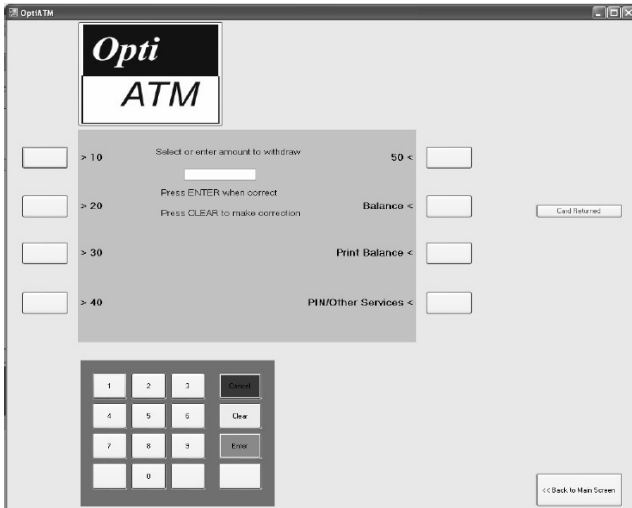 OptiATM
Opti
ATM
> 10
Select or enter amount to withdraw
50 <
Press ENTER when correct
> 20
Balance <
Press CLEAR to make correction
Card Returned
> 30
Print Balance <
> 40
PIN/Other Services <
1 2 3 Cancel
4 5 6 Clear
7 8 9 Enter
0
<< Back to Main Screen